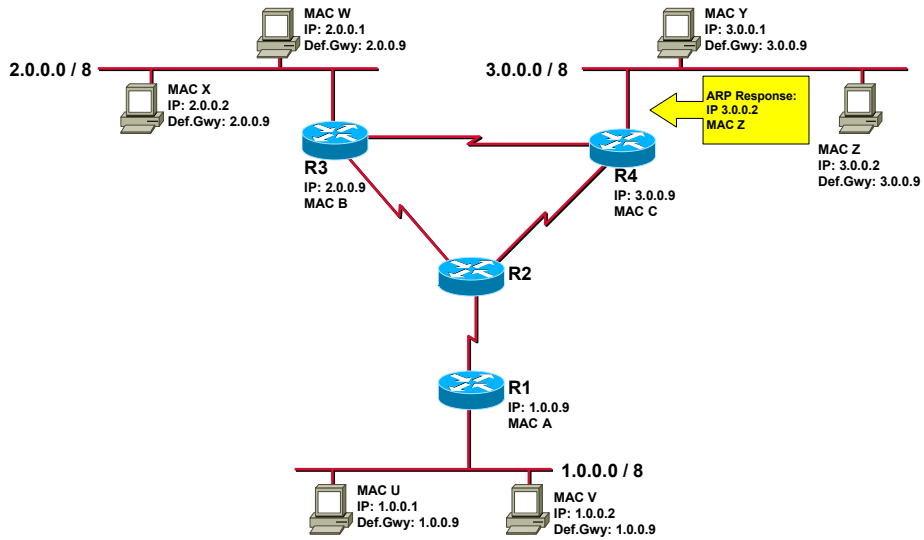 MAC W
IP: 2.0.0.1
Def.Gwy: 2.0.0.9
MAC Y
IP: 3.0.0.1
Def.Gwy: 3.0.0.9
2.0.0.0 / 8
3.0.0.0 / 8
MAC X
IP: 2.0.0.2
Def.Gwy: 2.0.0.9
ARP Response:
IP 3.0.0.2
MAC Z
MAC Z
IP: 3.0.0.2
Def.Gwy: 3.0.0.9
R3
IP: 2.0.0.9
MAC B
R4
IP: 3.0.0.9
MAC C
R2
R1
IP: 1.0.0.9
MAC A
1.0.0.0 / 8
MAC U
IP: 1.0.0.1
Def.Gwy: 1.0.0.9
MAC V
IP: 1.0.0.2
Def.Gwy: 1.0.0.9